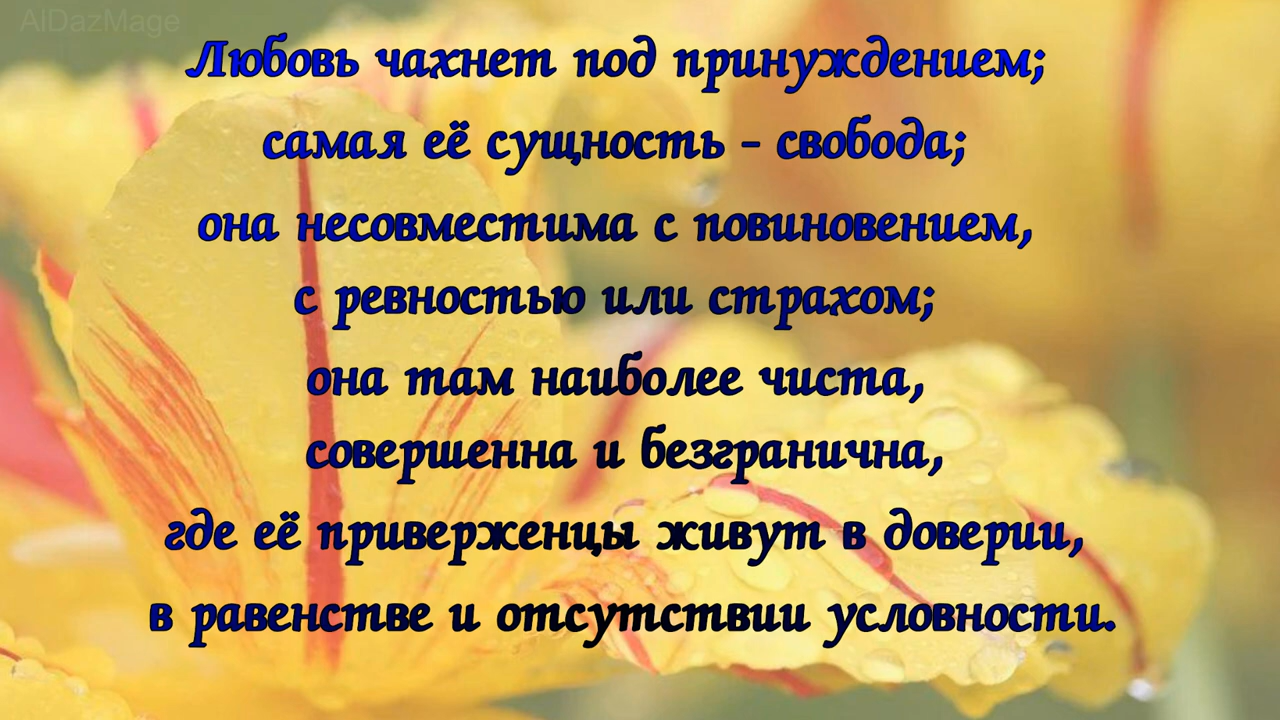 AlDazMage
Любовь чахнет под принуждением;
самая её сущность - свобода;
она несовместима с повиновением,
с ревностью или страхом;
она там наиболее чиста,
совершенна и безгранична,
где её приверженцы живут в доверии,
в равенстве и отсутствии условности.